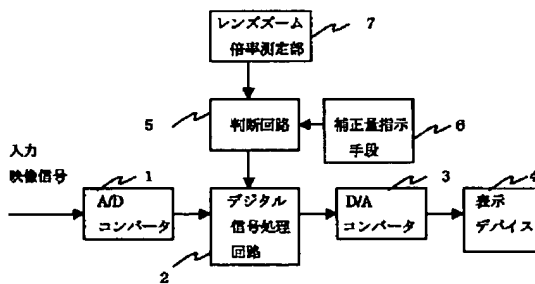 レンズズーム
倍率測定部
7
5
判断回路
補正量指示
手段
6
入力
映像信号
1
A/D
コンバータ
デジタル
信号処理
回路
2
3
D/A
コンバータ
4
表示
デバイス